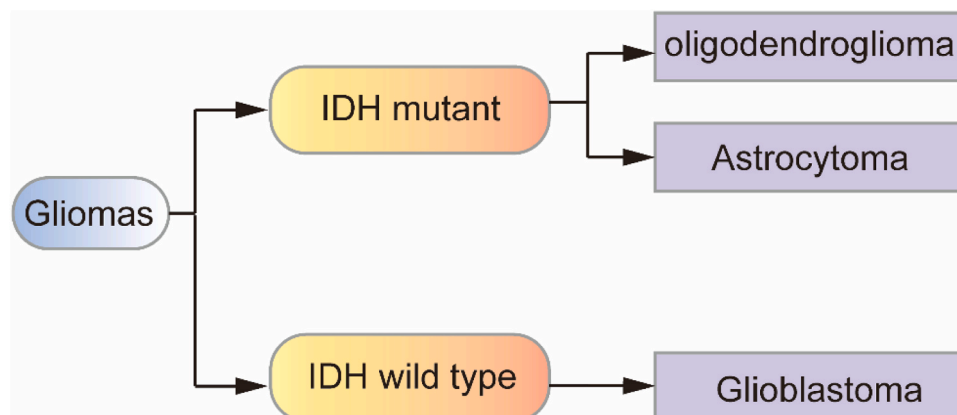 oligodendroglioma
IDH mutant
Astrocytoma
Gliomas
IDH wild type
Glioblastoma